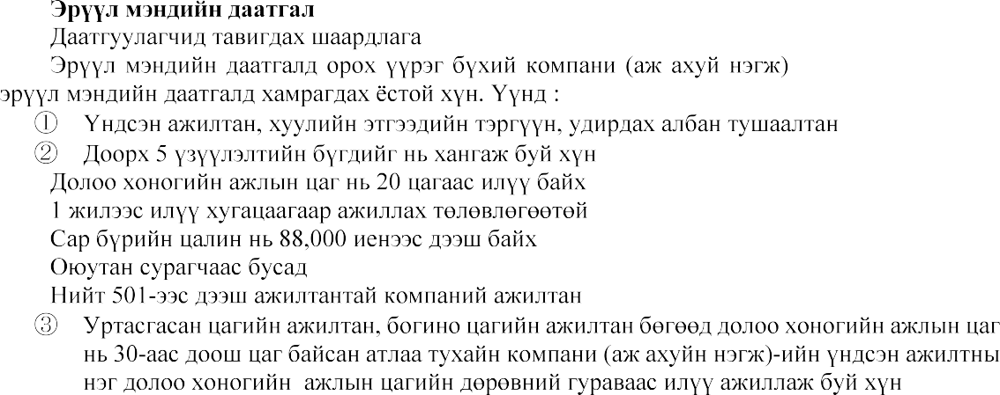 Эрүүл мэндийн даатгал
Даатгуулагчид тавигдах шаардлага
Эрүүл мэндийн даатгалд орох үүрэг бүхий компани (аж ахуй нэгж)
эрүүл мэндийн даатгалд хамрагдах ёстой хүн. Үүнд :
① Үндсэн ажилтан, хуулийн этгээдийн тэргүүн, удирдах албан тушаалтан
② Доорх 5 үзүүлэлтийн бүгдийг нь хангаж буй хүн
Долоо хоногийн ажлын цаг нь 20 цагаас илүү байх
1 жилээс илүү хугацаагаар ажиллах төлөвлөгөөтөй
Сар бүрийн цалин нь 88,000 иенээс дээш байх
Оюутан сурагчаас бусад
Нийт 501-ээс дээш ажилтантай компаний ажилтан
③ Уртасгасан цагийн ажилтан, богино цагийн ажилтан бөгөөд долоо хоногийн ажлын цаг
нь 30-аас доош цаг байсан атлаа тухайн компани (аж ахуйн нэгж)-ийн үндсэн ажилтны
нэг долоо хоногийн ажлын цагийн дөрөвний гураваас илүү ажиллаж буй хүн